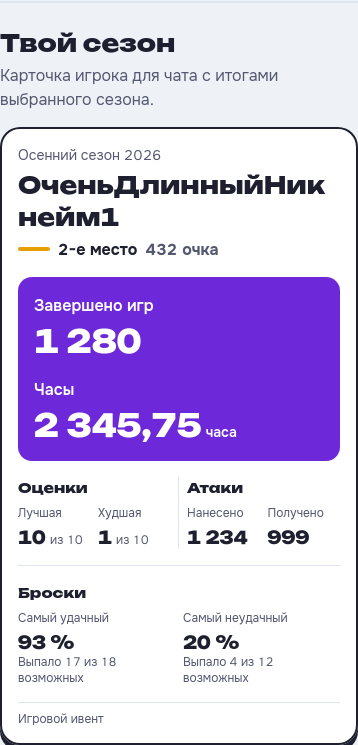 Твой сезон
Карточка игрока для чата с итогами
выбранного сезона.
Осенний сезон 2026
ОченьДлинныйНик
нейм1
2-е место 432 очка
Завершено игр
1 280
Часы
2 345,75 часа
Оценки
Лучшая Худшая
10 из 10 1 из 10
Атаки
Нанесено Получено
1 234 999
Броски
Самый удачный Самый неудачный
93 % 20 %
Выпало 17 из 18 Выпало 4 из 12
возможных возможных
Игровой ивент